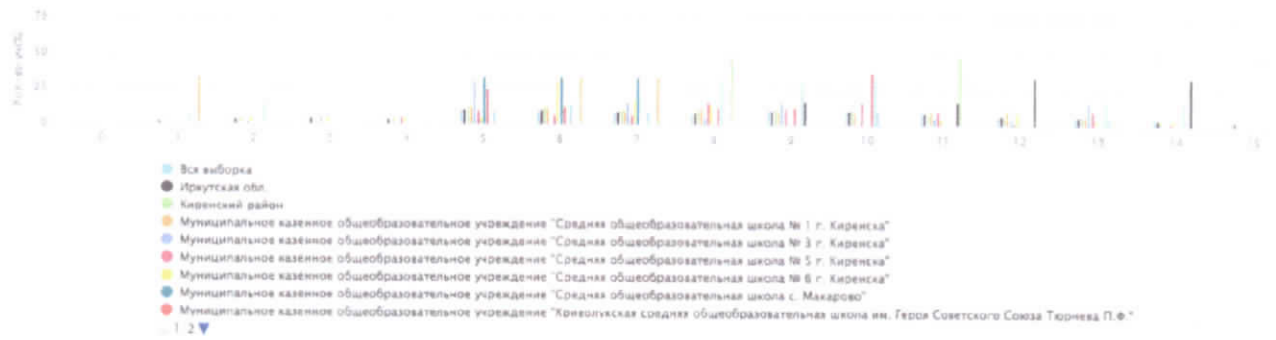 75
50
25
0
0 1 2 3 4 5 6 7 8 9 10 11 12 13 14 15
Вся выборка
Иркутская обл.
Киренский район
Муниципальное казенное общеобразовательное учреждение "Средняя общеобразовательная школа № 1 г. Киренска"
Муниципальное казенное общеобразовательное учреждение "Средняя общеобразовательная школа № 3 г. Киренска"
Муниципальное казенное общеобразовательное учреждение "Средняя общеобразовательная школа № 5 г. Киренска"
Муниципальное казенное общеобразовательное учреждение "Средняя общеобразовательная школа № 6 г. Киренска"
Муниципальное казенное общеобразовательное учреждение "Средняя общеобразовательная школа с. Макарово"
Муниципальное казенное общеобразовательное учреждение "Криволукская средняя общеобразовательная школа им. Героя Советского Союза Тюрнева П.Ф."
1 2